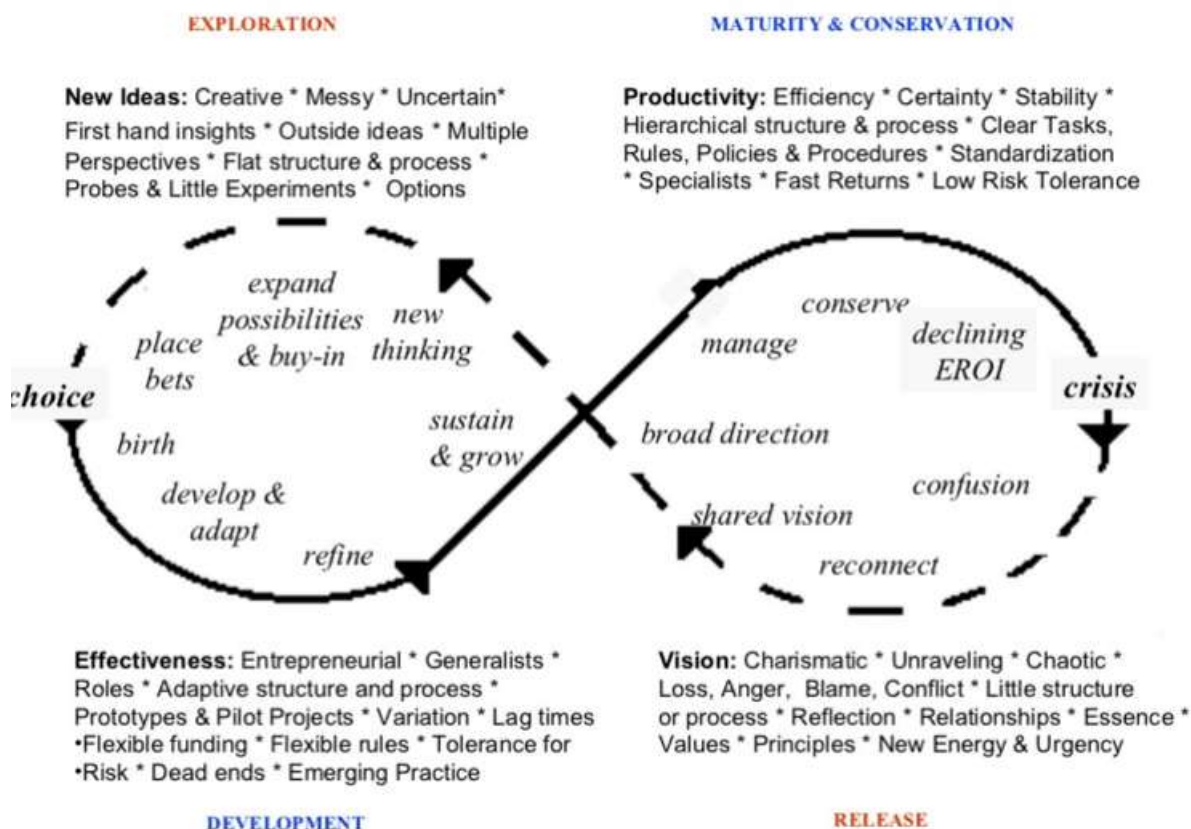 EXPLORATION
New Ideas: Creative * Messy * Uncertain*
First hand insights * Outside ideas * Multiple
Perspectives * Flat structure & process *
Probes & Little Experiments * Options
MATURITY & CONSERVATION
Productivity: Efficiency * Certainty * Stability *
Hierarchical structure & process * Clear Tasks,
Rules, Policies & Procedures * Standardization
* Specialists * Fast Returns * Low Risk Tolerance
expand
possibilities
& buy-in
new
thinking
place
bets
choice
birth
develop &
adapt
refine
sustain
& grow
manage
conserve
declining
EROI
crisis
broad direction
confusion
shared vision
reconnect
Effectiveness: Entrepreneurial * Generalists *
Roles * Adaptive structure and process *
Prototypes & Pilot Projects * Variation * Lag times
•Flexible funding * Flexible rules * Tolerance for
•Risk * Dead ends * Emerging Practice
DEVELOPMENT
Vision: Charismatic * Unraveling * Chaotic *
Loss, Anger, Blame, Conflict * Little structure
or process * Reflection * Relationships * Essence *
Values * Principles * New Energy & Urgency
RELEASE